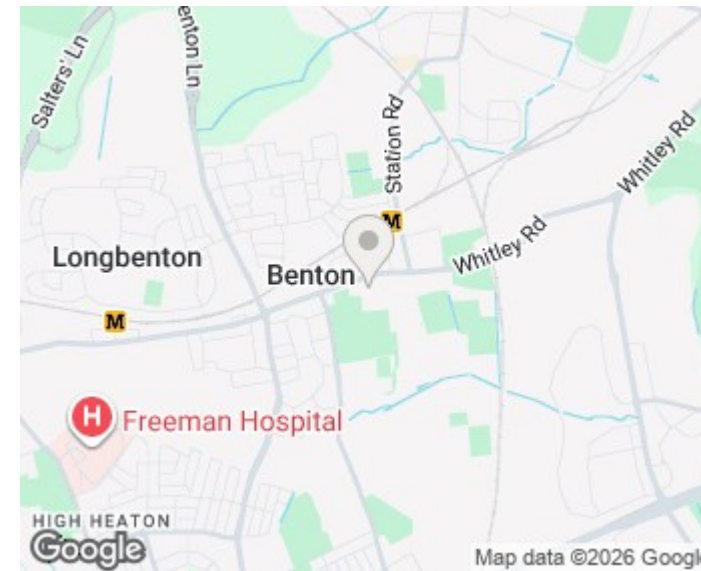 Salters' Ln
enton Ln
Station Rd
Whitley Rd
M
Whitley Rd
Longbenton
Benton
M
H
Freeman Hospital
HIGH HEATON
Google
Map data ©2026 Googl